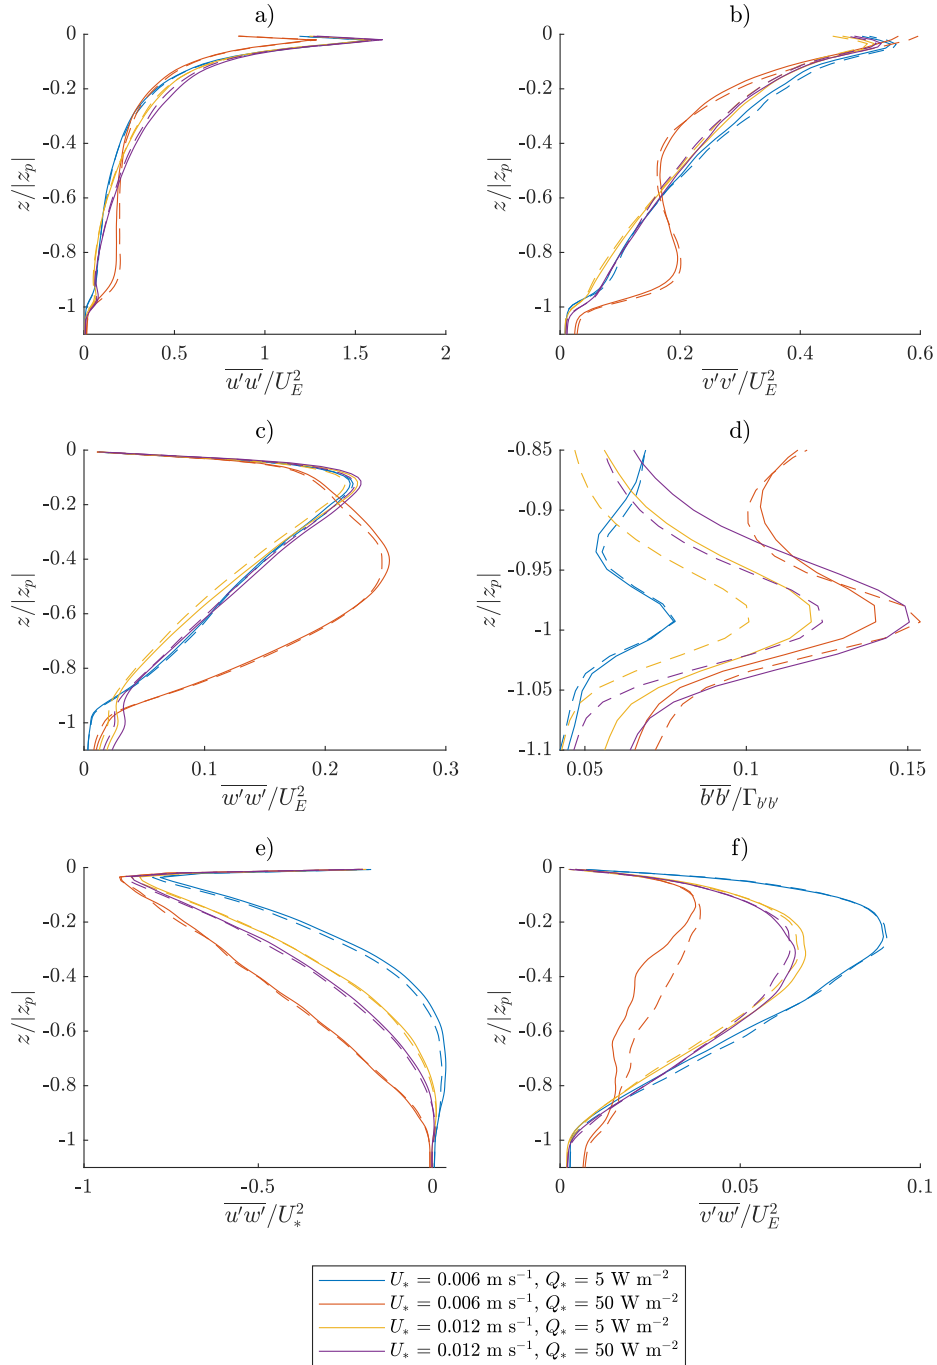 a)
0
-0.2
-0.4
-0.6
-0.8
-1
z/|z_p|
0 0.5 1 1.5 2
u′u′/U_E^2
b)
0
-0.2
-0.4
-0.6
-0.8
-1
z/|z_p|
0 0.2 0.4 0.6
v′v′/U_E^2
c)
0
-0.2
-0.4
-0.6
-0.8
-1
z/|z_p|
0 0.1 0.2 0.3
w′w′/U_E^2
d)
-0.85
-0.9
-0.95
-1
-1.05
-1.1
z/|z_p|
0.05 0.1 0.15
b′b′/Γ_b′b′
e)
0
-0.2
-0.4
-0.6
-0.8
-1
z/|z_p|
-1 -0.5 0
u′w′/U_*^2
f)
0
-0.2
-0.4
-0.6
-0.8
-1
z/|z_p|
0 0.05 0.1
v′w′/U_E^2
U_* = 0.006 m s⁻¹, Q_* = 5 W m⁻²
U_* = 0.006 m s⁻¹, Q_* = 50 W m⁻²
U_* = 0.012 m s⁻¹, Q_* = 5 W m⁻²
U_* = 0.012 m s⁻¹, Q_* = 50 W m⁻²